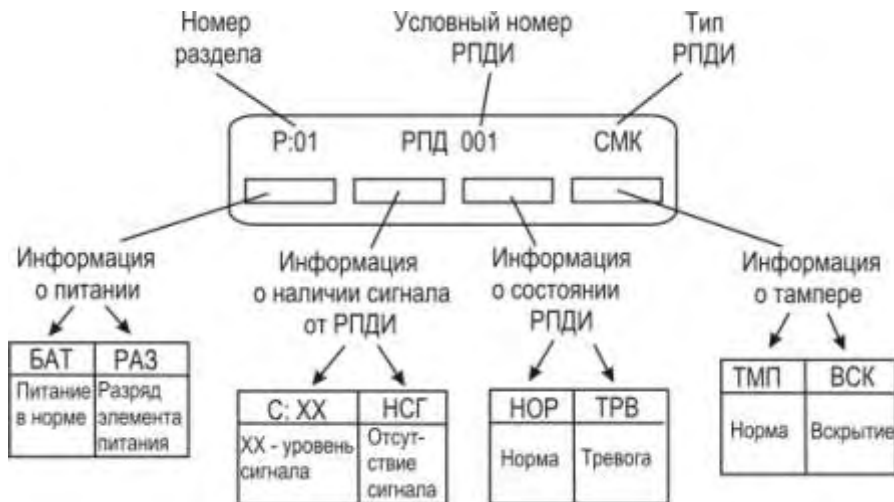 Номер
раздела
Условный номер
РПДИ
Тип
РПДИ
Р:01 РПД 001 СМК
Информация
о питании
Информация
о наличии сигнала
от РПДИ
Информация
о состоянии
РПДИ
Информация
о тампере
БАТ РАЗ
Питание
в норме
Разряд
элемента
питания
С: ХХ НСГ
ХХ - уровень
сигнала
Отсут-
ствие
сигнала
НОР ТРВ
Норма Тревога
ТМП ВСК
Норма Вскрытие